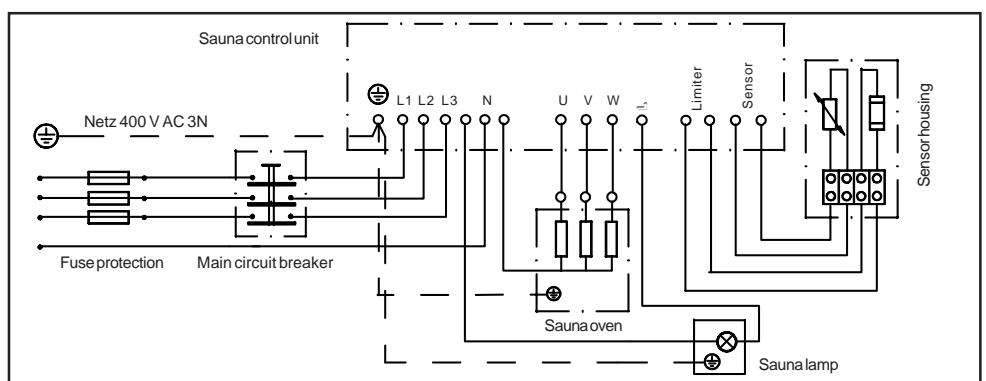 Sauna control unit
L1 L2 L3 N U V W
Limiter
Sensor
Netz 400 V AC 3N
Sensor housing
Fuse protection
Main circuit breaker
Sauna oven
Sauna lamp